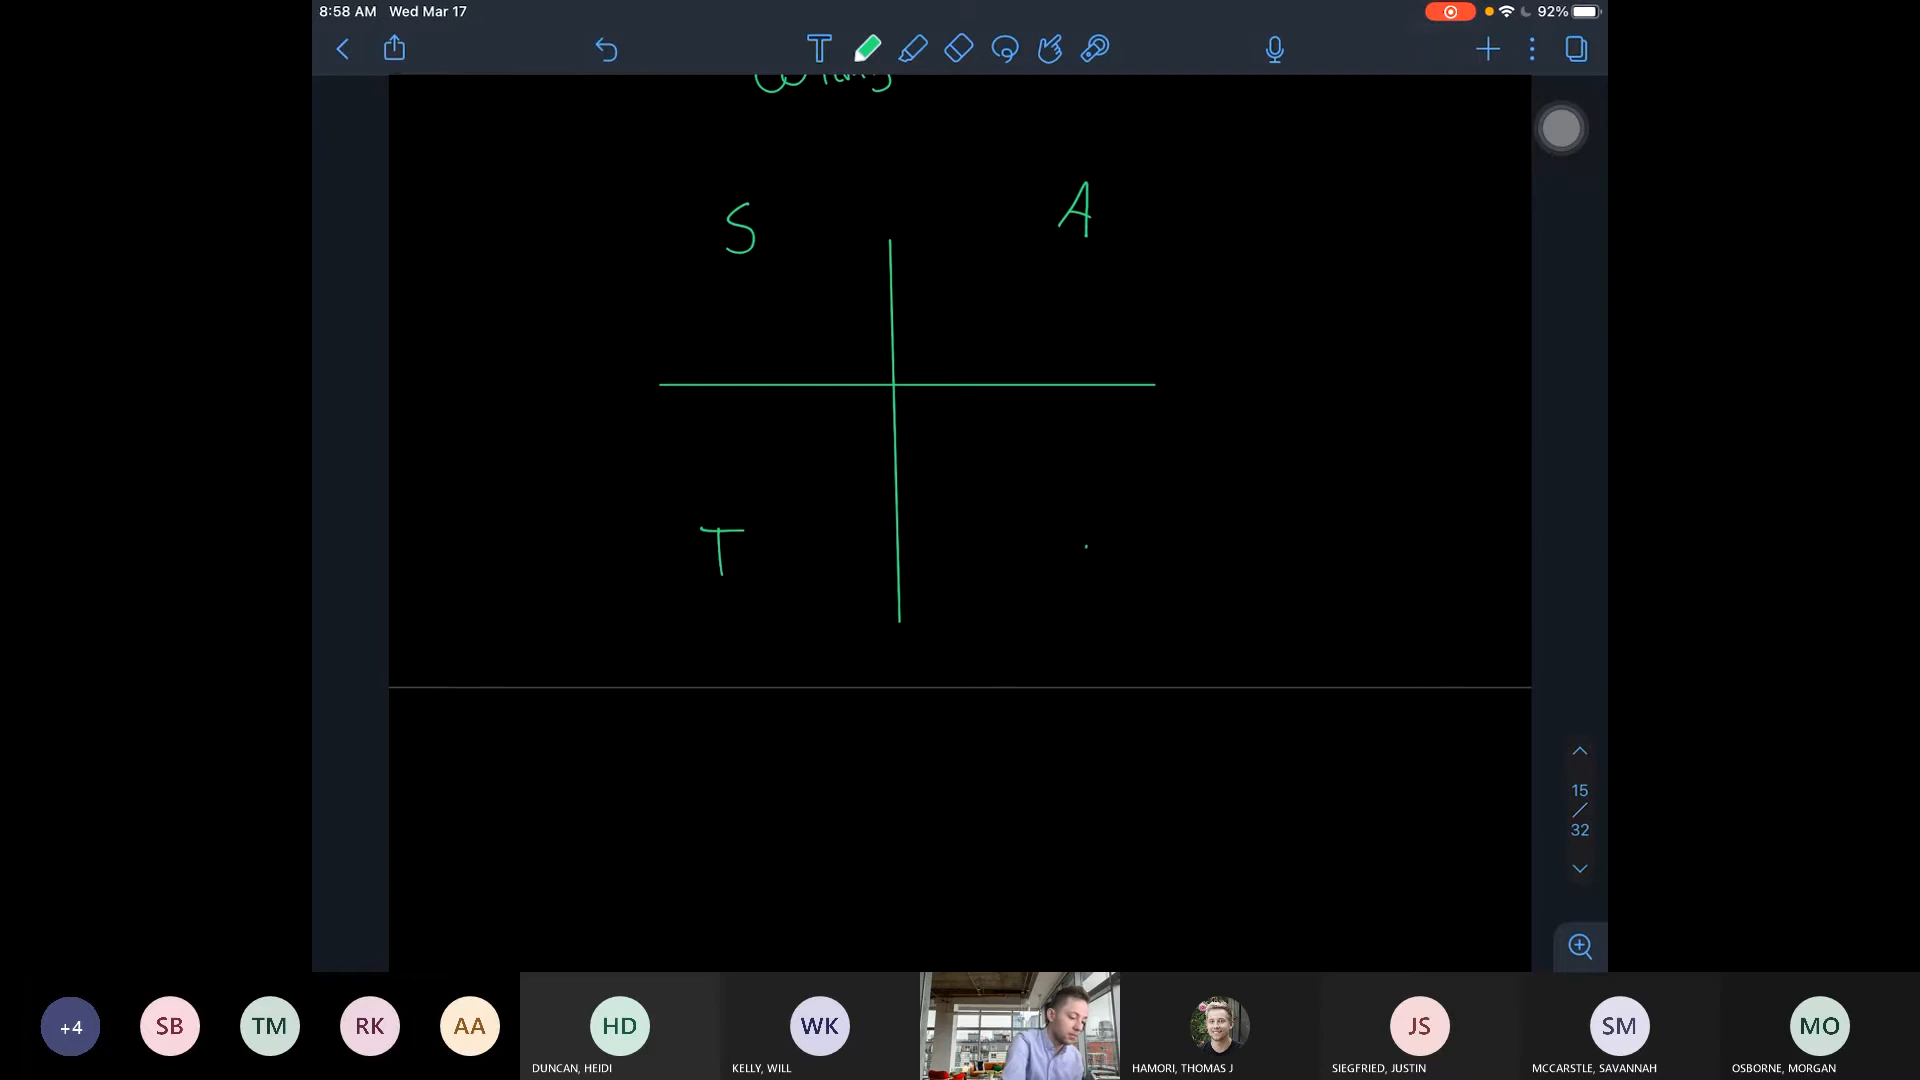 8:58 AM Wed Mar 17
92%
S
A
T
15
/
32
+4
SB
TM
RK
AA
HD
WK
JS
SM
MO
DUNCAN, HEIDI
KELLY, WILL
HAMORI, THOMAS J
SIEGFRIED, JUSTIN
MCCARSTLE, SAVANNAH
OSBORNE, MORGAN